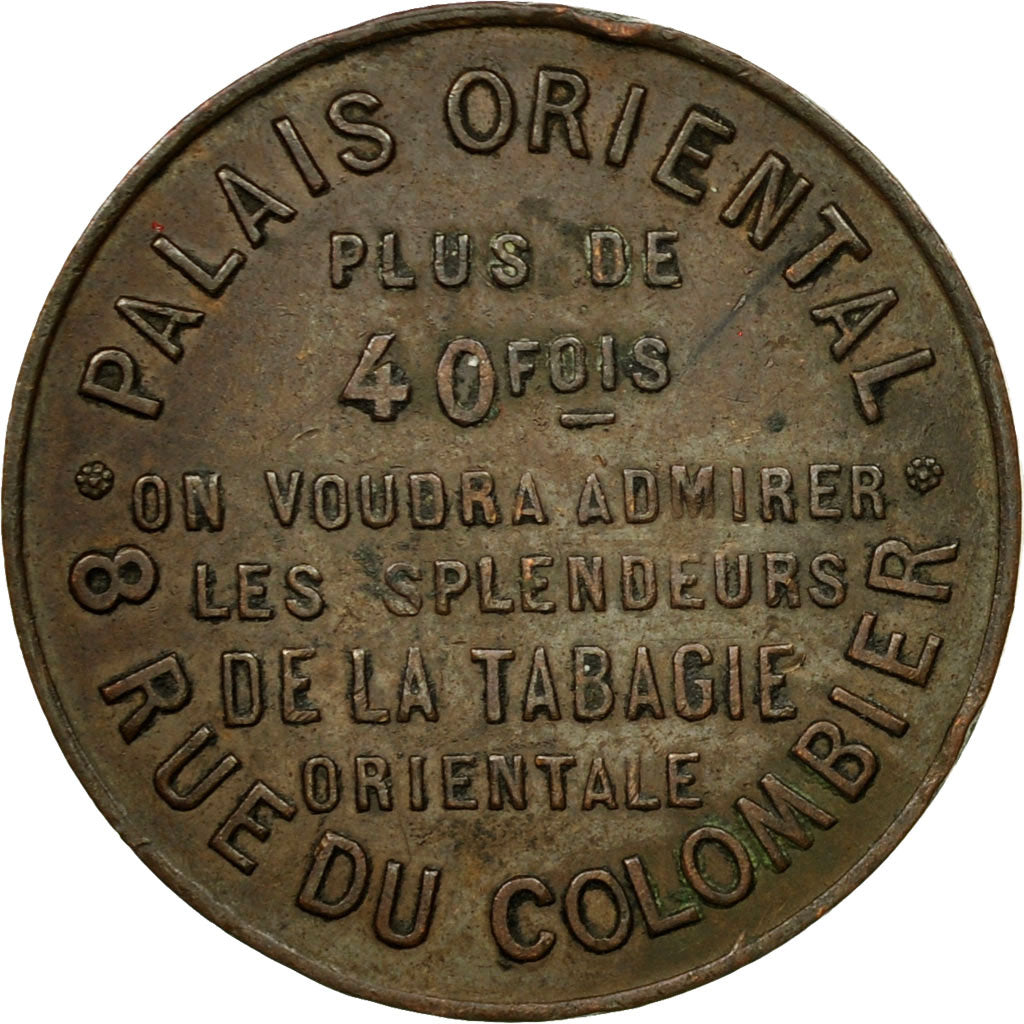 PALAIS ORIENTAL
PLUS DE
40 FOIS
ON VOUDRA ADMIRER
LES SPLENDEURS
DE LA TABAGIE
ORIENTALE
8 RUE DU COLOMBIER